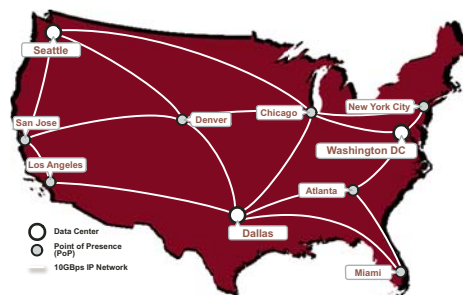 Seattle
New York City
Denver
Chicago
San Jose
Washington DC
Los Angeles
Atlanta
Data Center
Dallas
Point of Presence
(PoP)
10GBps IP Network
Miami